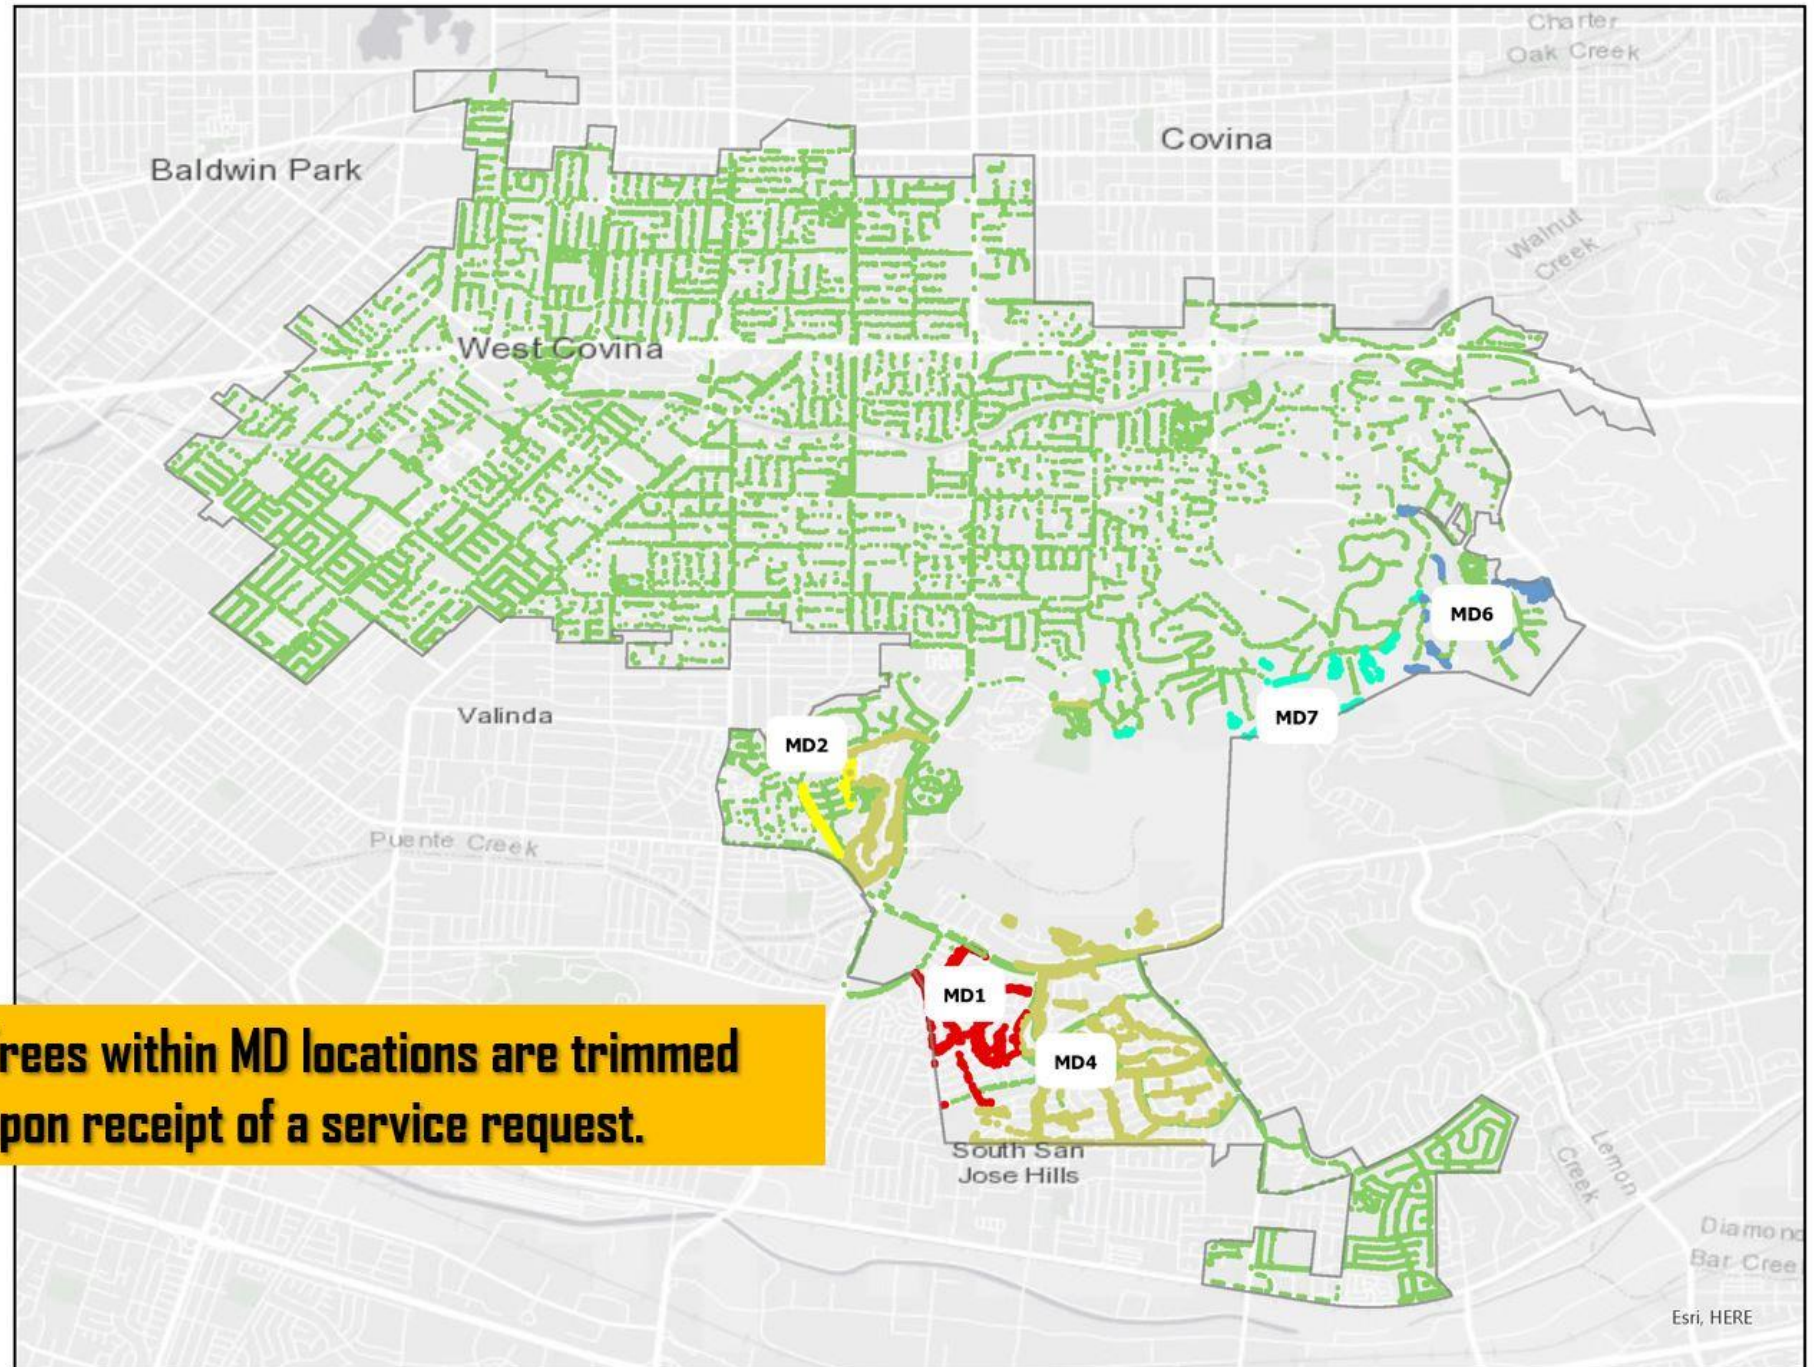 Charter
Oak Creek
Covina
Baldwin Park
Walnut
Creek
West Covina
MD6
Valinda
MD7
MD2
Puente Creek
MD1
rees within MD locations are trimmed
pon receipt of a service request.
MD4
South San
Jose Hills
Lemon
Creek
Diamond
Bar Cree
Esri, HERE